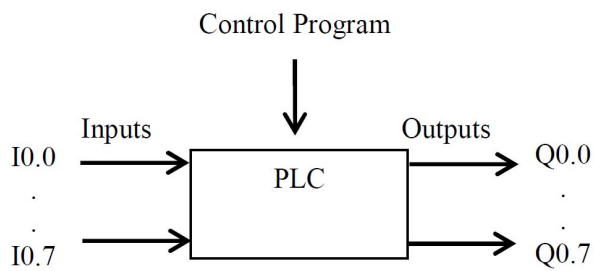 Control Program
Inputs
Outputs
I0.0
PLC
Q0.0
.
.
.
.
I0.7
Q0.7